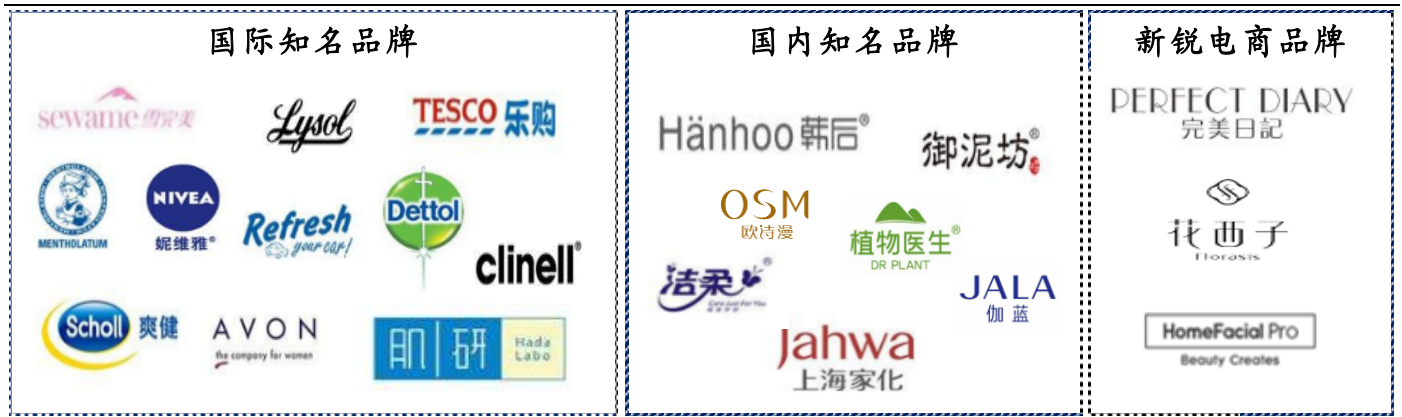 国际知名品牌
sewame 雪完美
Lysol
TESCO 乐购
MENTHOLATUM
NIVEA
妮维雅®
Refresh
your car!
Dettol
clinell®
Scholl 爽健
AVON
the company for women
肌研
Hada
Labo
国内知名品牌
Hänhoo 韩后®
御泥坊®
OSM
欧诗漫
植物医生®
DR PLANT
洁柔
Care Just For You
JALA
伽蓝
Jahwa
上海家化
新锐电商品牌
PERFECT DIARY
完美日記
花西子
florasis
HomeFacial Pro
Beauty Creates